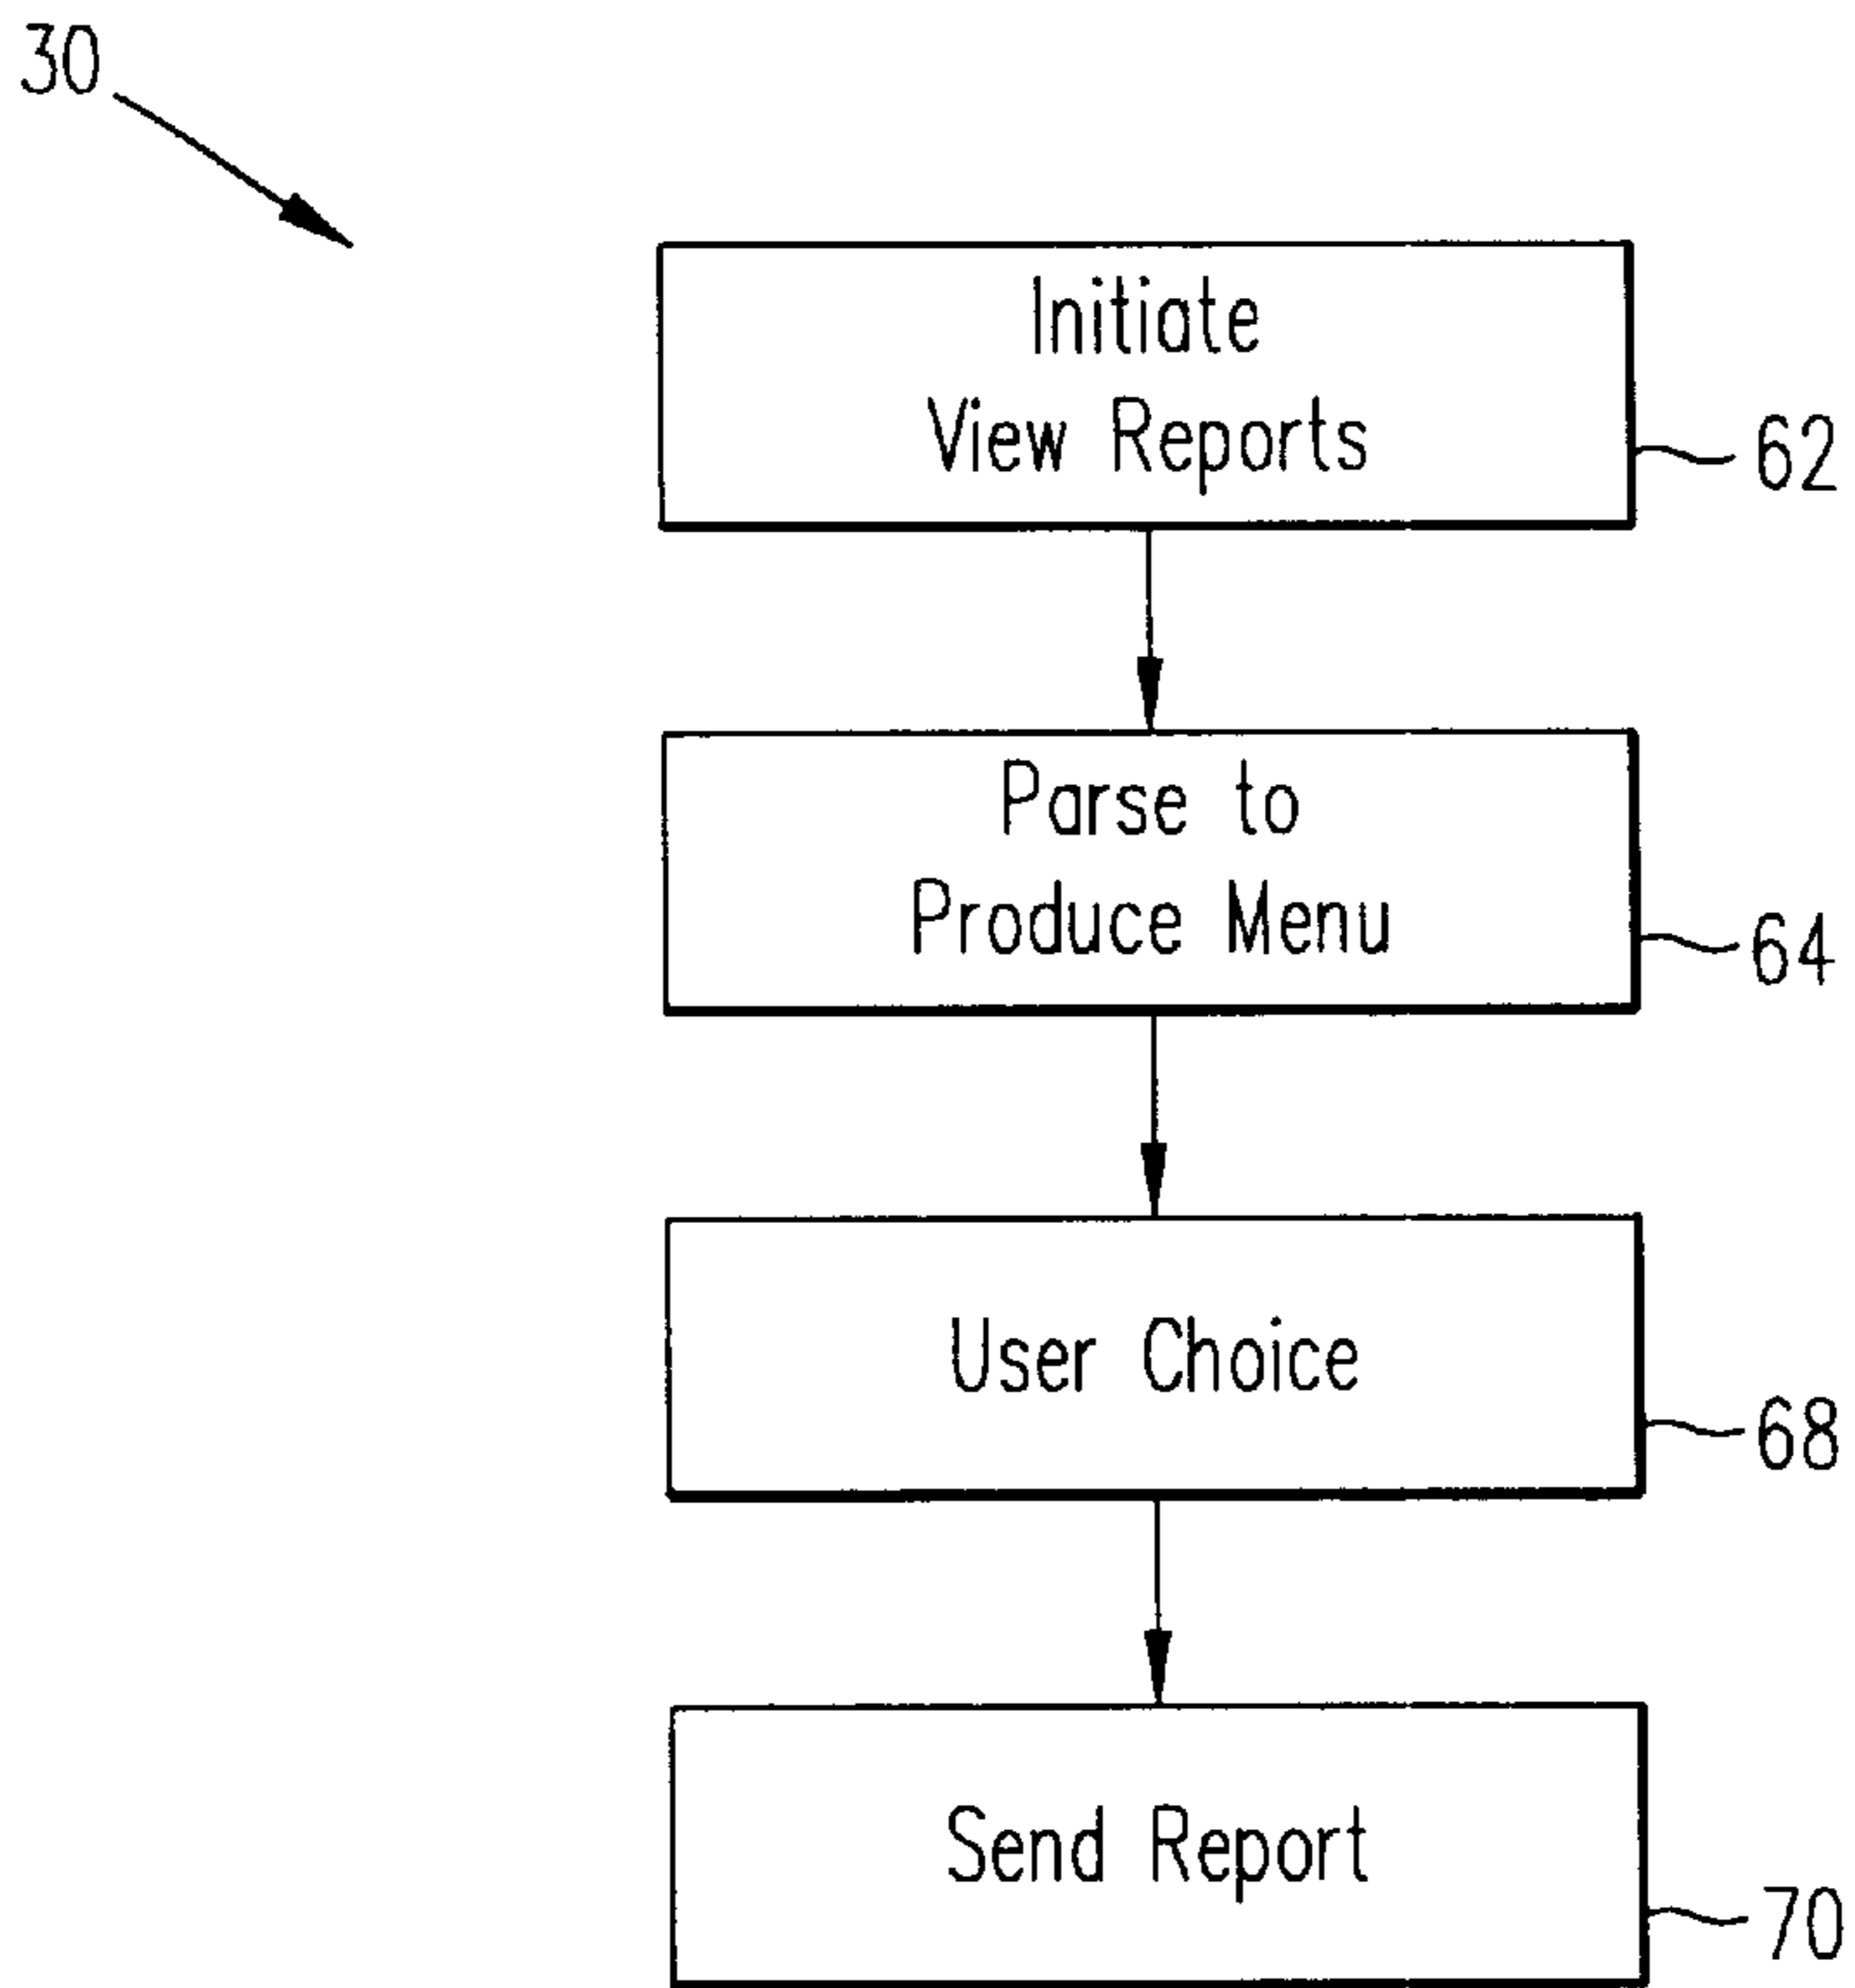 30
Initiate
View Reports
62
Parse to
Produce Menu
64
User Choice
68
Send Report
70